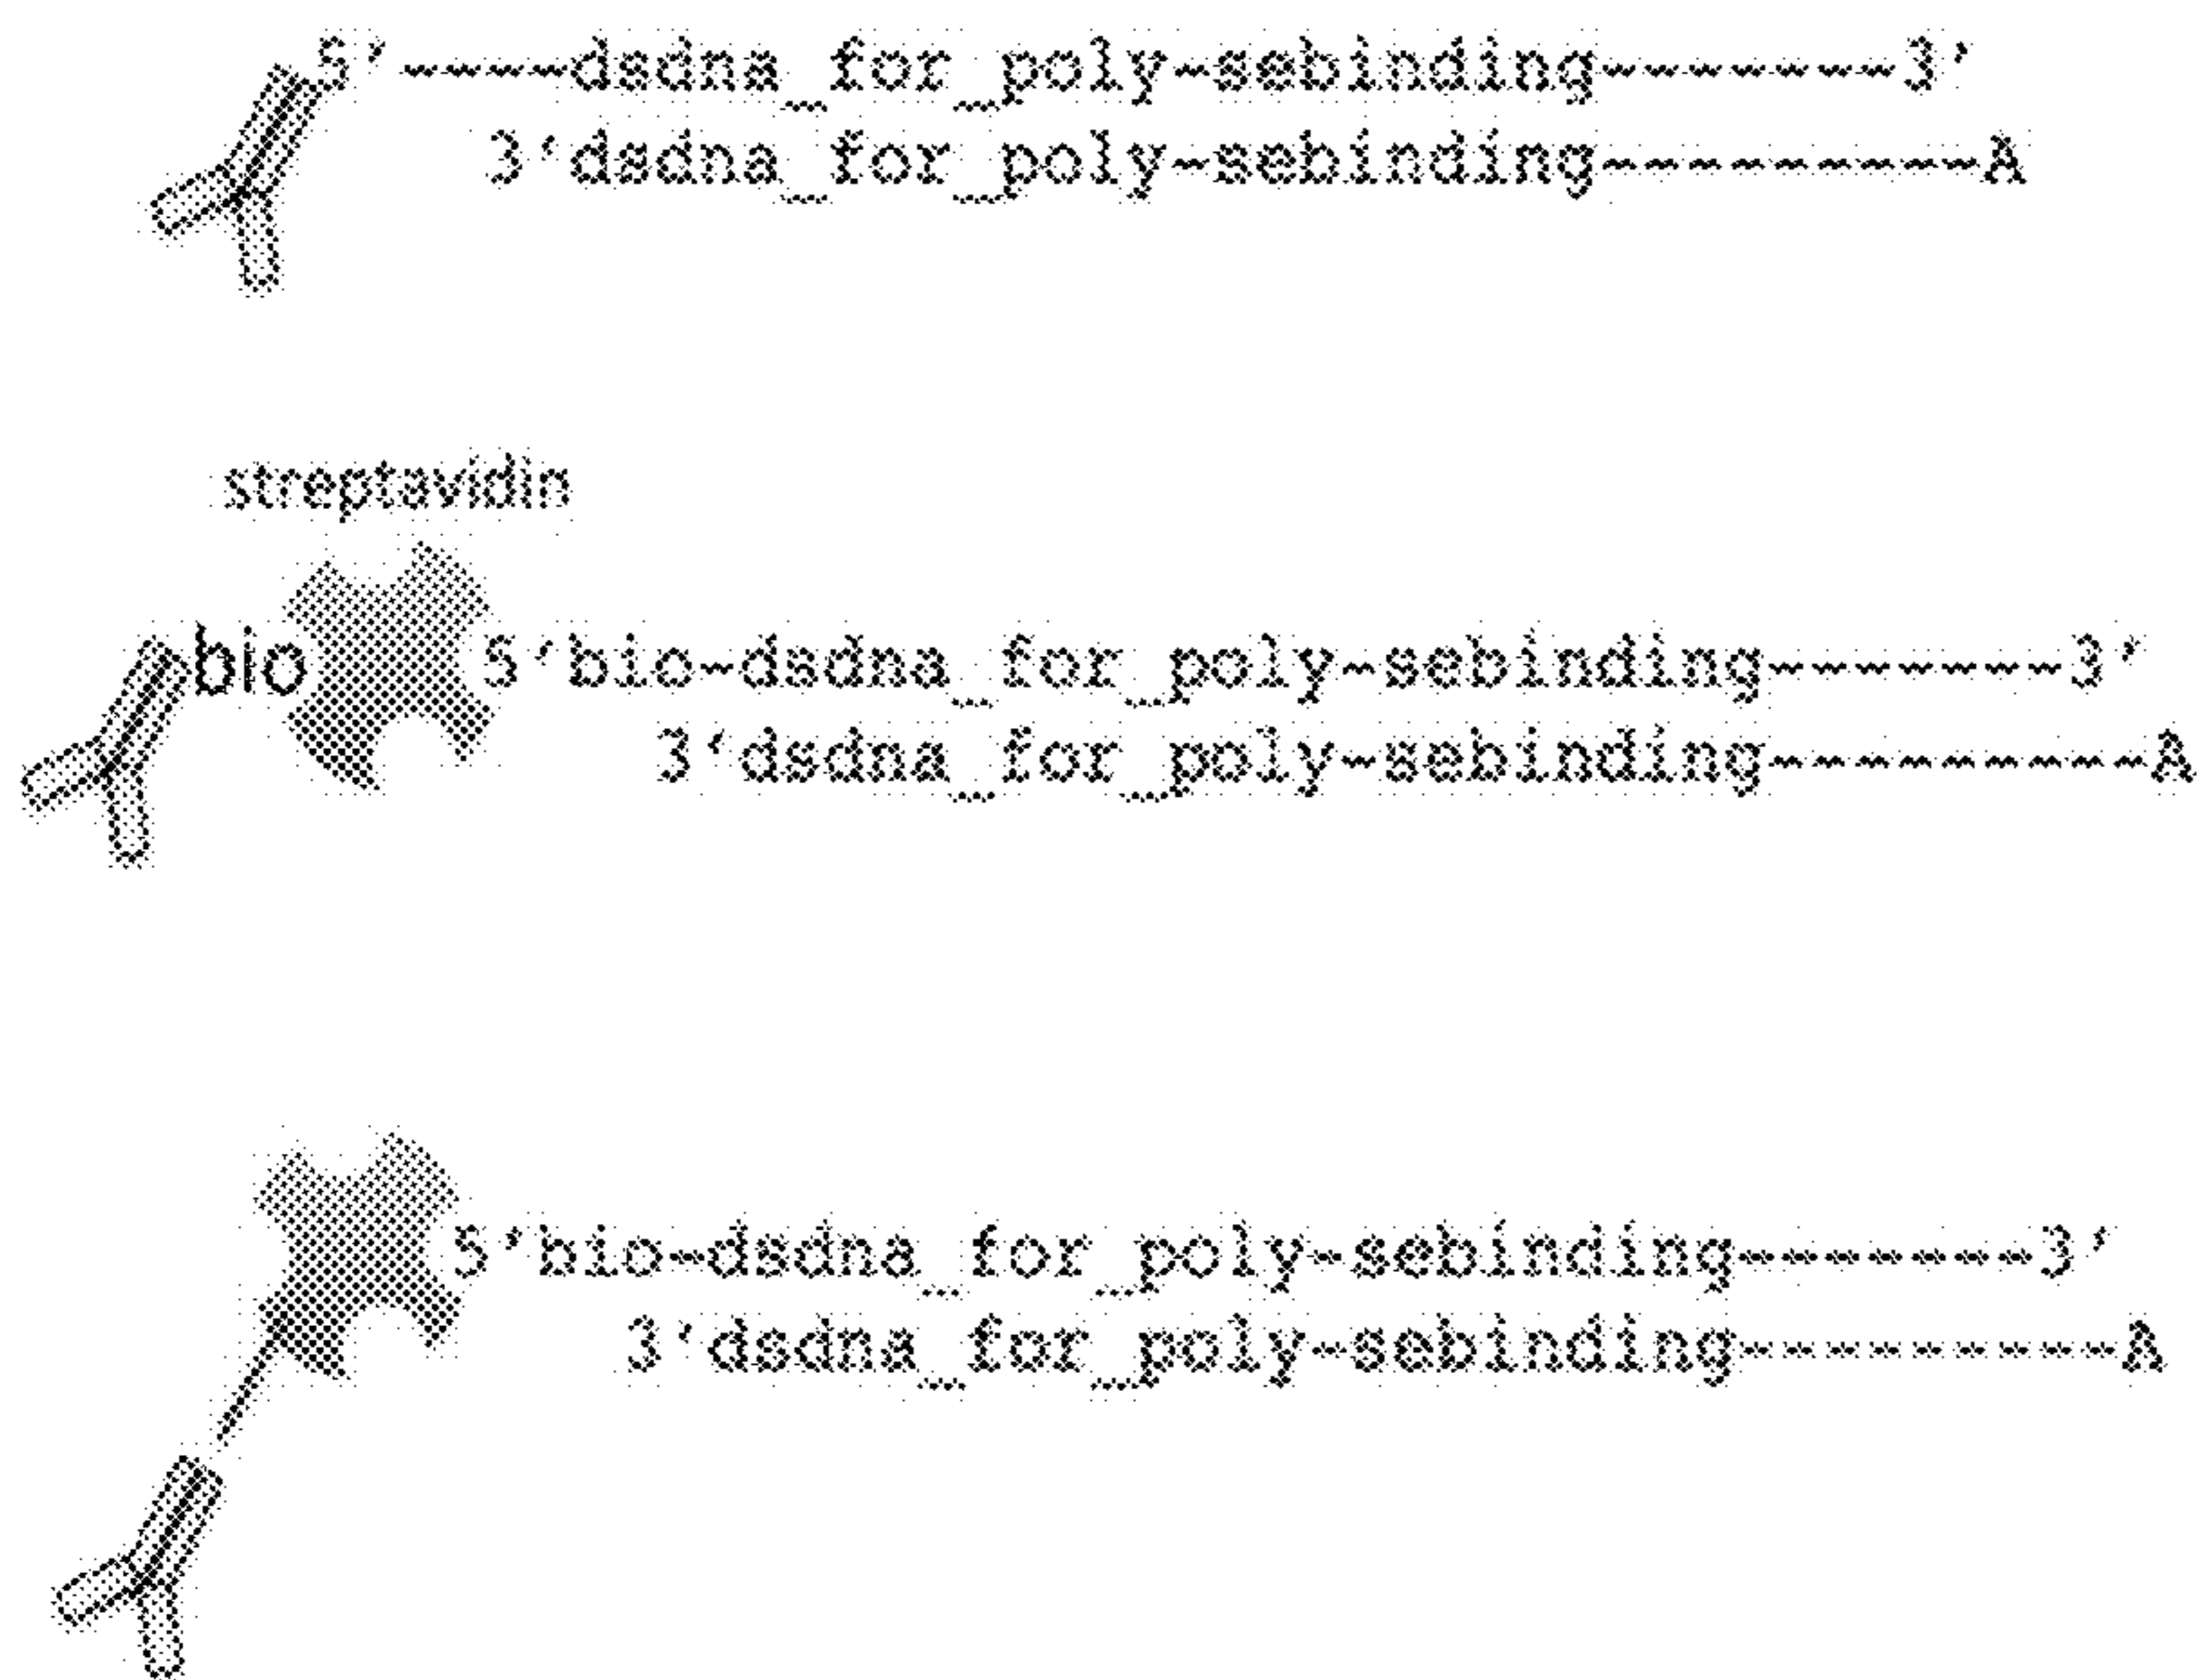 5'----dsdna_for_poly-sebinding-------3'
3'dsdna_for_poly-sebinding---------A
streptavidin
bio 5'bio-dsdna_for_poly-sebinding-------3'
3'dsdna_for_poly-sebinding---------A
5'bio-dsdna_for_poly-sebinding-------3'
3'dsdna_for_poly-sebinding---------A